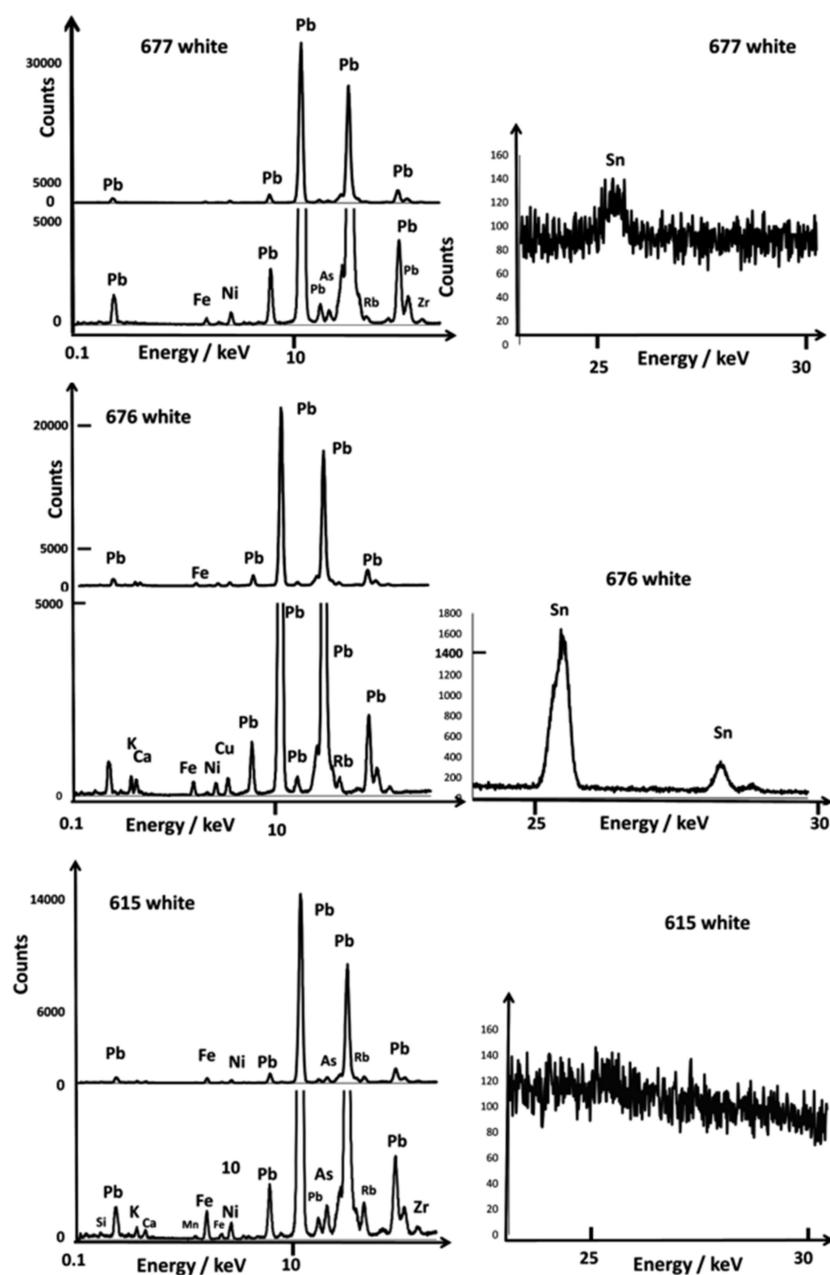 677 white
Pb
Pb
30000
Counts
5000
0
Pb
Pb
Pb
5000
0
Pb
Fe
Ni
Pb
Pb
As
Rb
Pb
Pb
Zr
0.1
Energy / keV
10
677 white
Counts
160
140
120
100
80
60
40
20
0
Sn
25
Energy / keV
30
676 white
20000
Counts
5000
0
Pb
Fe
Pb
Pb
Pb
Pb
5000
0
K
Ca
Fe
Ni
Cu
Pb
Pb
Pb
Pb
Rb
Pb
0.1
Energy / keV
10
676 white
1800
1600
1400
1200
1000
800
600
400
200
0
Sn
Sn
25
Energy / keV
30
615 white
14000
Counts
6000
0
Pb
Fe
Ni
Pb
Pb
As
Pb
Rb
Pb
10
0
Si
Pb
K
Ca
Mn
Fe
Fe
Ni
Pb
Pb
As
Rb
Pb
Zr
0.1
Energy / keV
10
615 white
160
140
120
100
80
60
40
20
0
25
Energy / keV
30